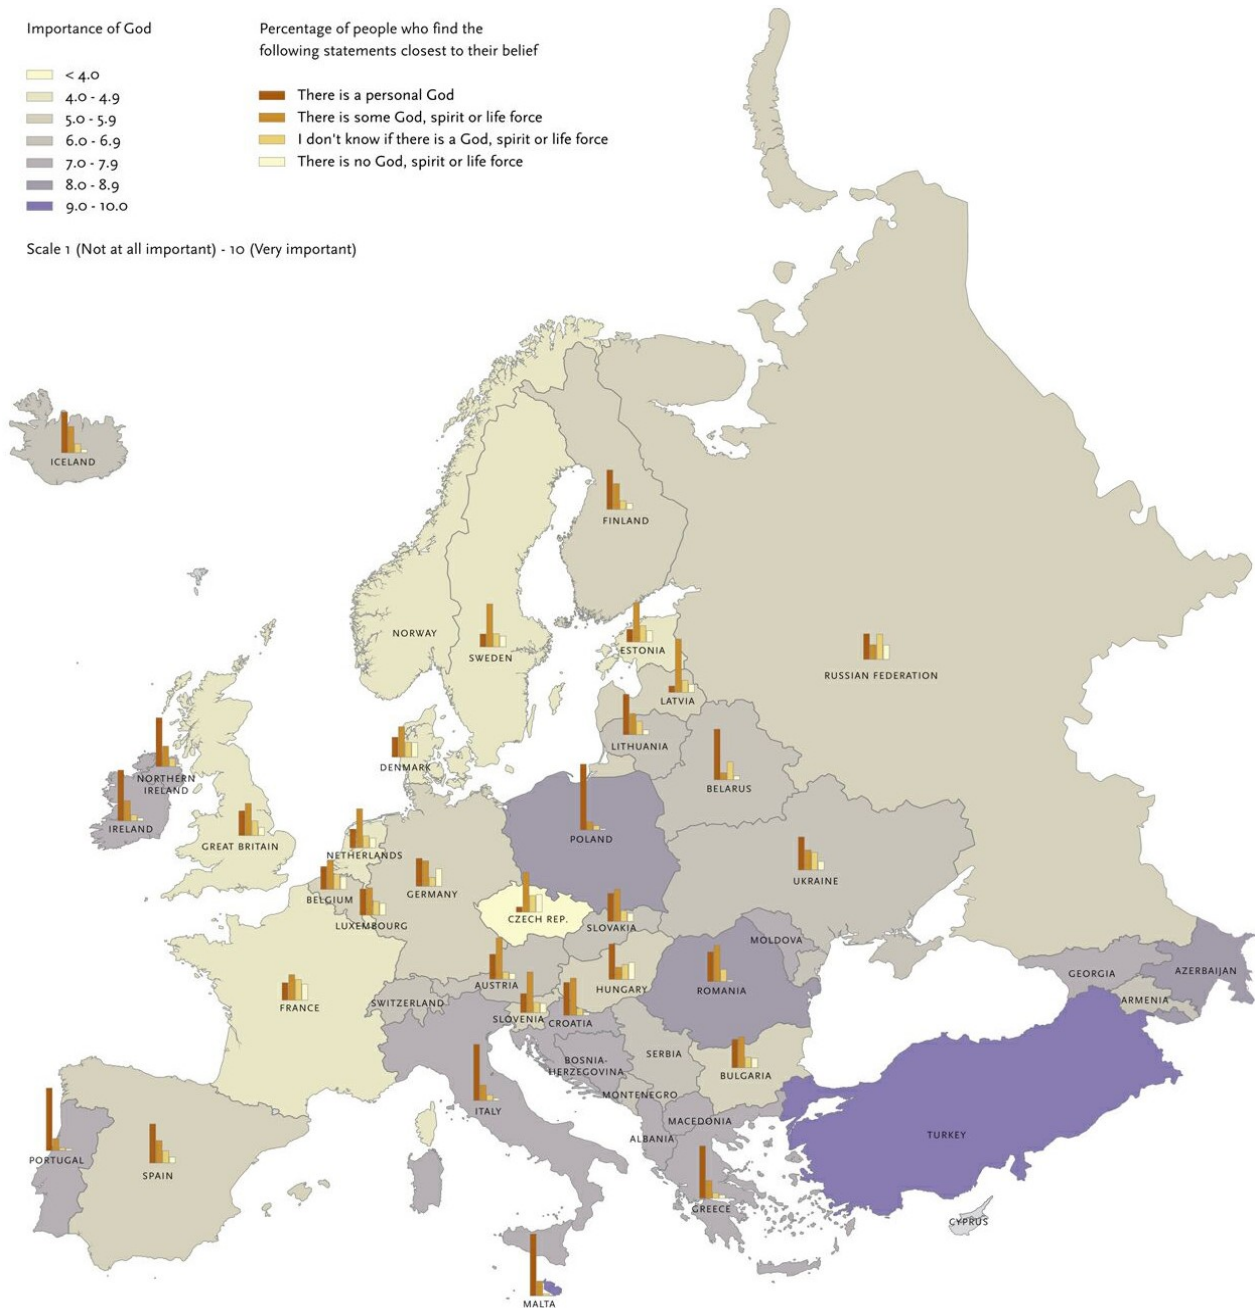 Importance of God
< 4.0
4.0 - 4.9
5.0 - 5.9
6.0 - 6.9
7.0 - 7.9
8.0 - 8.9
9.0 - 10.0
Scale 1 (Not at all important) - 10 (Very important)
Percentage of people who find the
following statements closest to their belief
There is a personal God
There is some God, spirit or life force
I don't know if there is a God, spirit or life force
There is no God, spirit or life force
ICELAND
FINLAND
NORWAY
SWEDEN
ESTONIA
RUSSIAN FEDERATION
LATVIA
LITHUANIA
DENMARK
NORTHERN
IRELAND
BELARUS
IRELAND
GREAT BRITAIN
POLAND
NETHERLANDS
UKRAINE
GERMANY
BELGIUM
CZECH REP.
LUXEMBOURG
SLOVAKIA
MOLDOVA
GEORGIA
AZERBAIJAN
AUSTRIA
HUNGARY
ROMANIA
ARMENIA
SWITZERLAND
FRANCE
SLOVENIA
CROATIA
SERBIA
BOSNIA-
HERZEGOVINA
BULGARIA
MONTENEGRO
ITALY
MACEDONIA
ALBANIA
TURKEY
PORTUGAL
SPAIN
GREECE
CYPRUS
MALTA